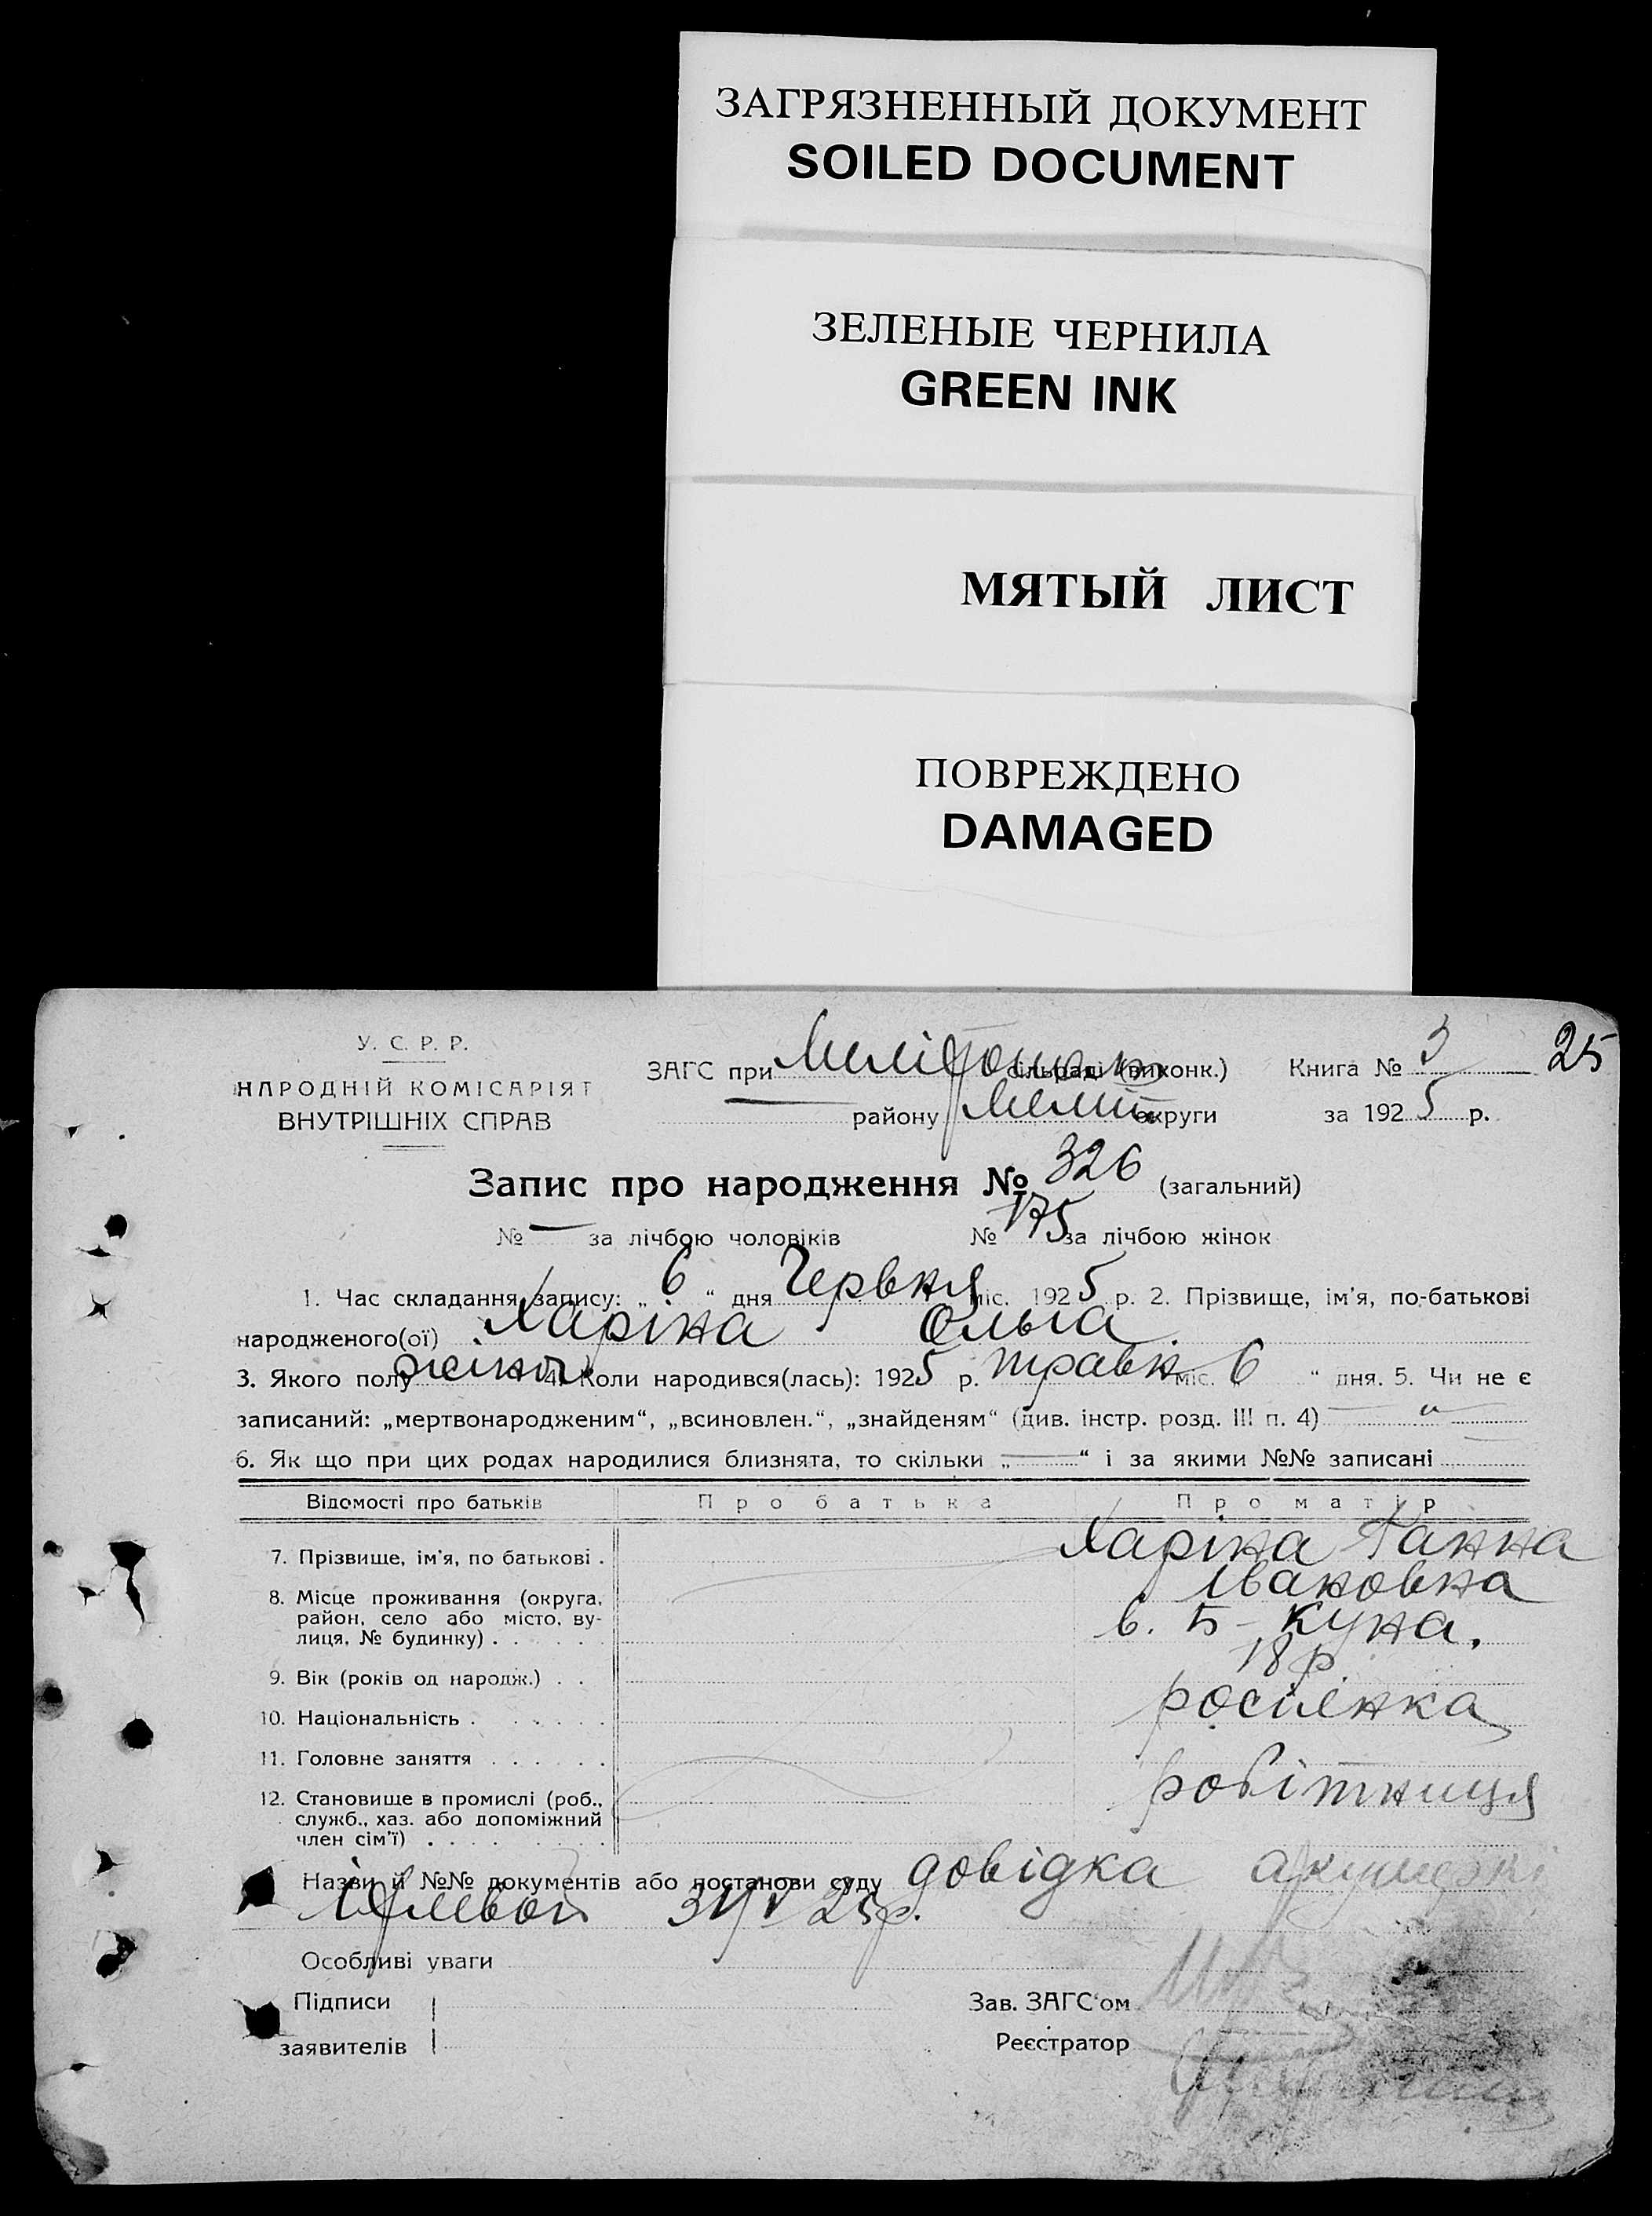 ЗАГРЯЗНЕННЫЙ ДОКУМЕНТ
SOILED DOCUMENT
ЗЕЛЕНЫЕ ЧЕРНИЛА
GREEN INK
МЯТЫЙ ЛИСТ
ПОВРЕЖДЕНО
DAMAGED
У. С. Р. Р.
НАРОДНІЙ КОМІСАРІЯТ
ВНУТРІШНІХ СПРАВ
ЗАГС при сільраді (виконк.) Книга № 3 25
району Меліт округи за 1925 р.
Запис про народження № 326 (загальний)
№ — за лічбою чоловіків № 175 за лічбою жінок
1. Час складання запису: „ 6 “ дня Червня міс. 1925 р. 2. Прізвище, ім'я, по-батькові
народженого(ої) Харіна Ольга.
3. Якого полу жіноч 4. Коли народився(лась): 1925 р. травн міс. „ 6 “ дня. 5. Чи не є
записаний: „мертвонародженим“, „всиновлен.“, „знайденям“ (див. інстр. розд. III п. 4) — „ —
6. Як що при цих родах народилися близнята, то скільки „ — “ і за якими №№ записані
Відомості про батьків Про батька Про матір
7. Прізвище, ім'я, по батькові . Харіна Ганна
Івановна
8. Місце проживання (округа,
район, село або місто, ву-
лиця, № будинку) . в. Б-Куна.
9. Вік (років од народж.) . . 18 р.
10. Національність . росіянка
11. Головне заняття
12. Становище в промислі (роб.,
служб., хаз. або допоміжний
член сім'ї) . робітниця
Назви й №№ документів або постанови суду довідка акушерки
31/V 25 р.
Особливі уваги
Підписи
заявителів
Зав. ЗАГС'ом
Реєстратор